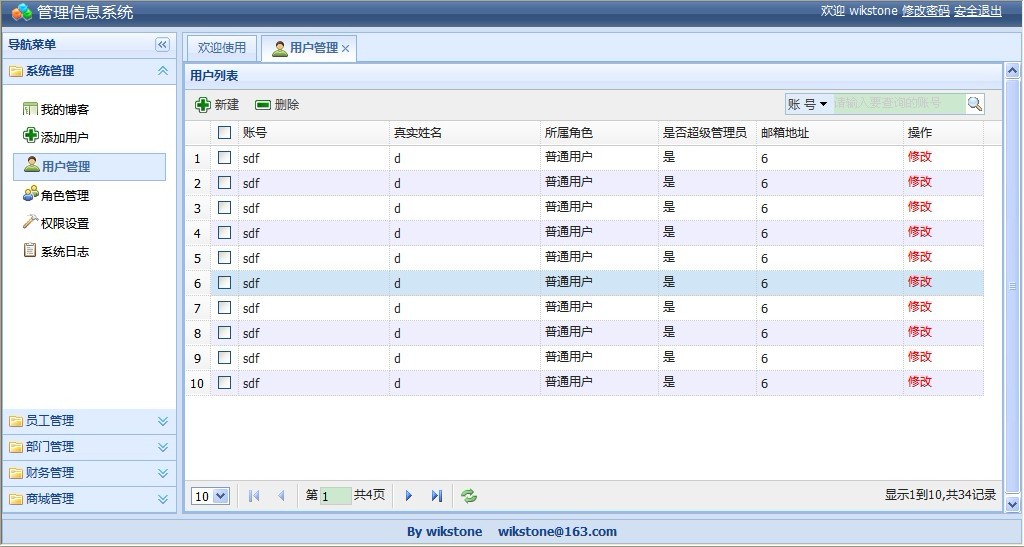 管理信息系统
欢迎 wikstone 修改密码 安全退出
导航菜单
系统管理
我的博客
添加用户
用户管理
角色管理
权限设置
系统日志
员工管理
部门管理
财务管理
商城管理
欢迎使用 用户管理
用户列表
新建 删除
账 号 请输入要查询的账号
账号 真实姓名 所属角色 是否超级管理员 邮箱地址 操作
1 sdf d 普通用户 是 6 修改
2 sdf d 普通用户 是 6 修改
3 sdf d 普通用户 是 6 修改
4 sdf d 普通用户 是 6 修改
5 sdf d 普通用户 是 6 修改
6 sdf d 普通用户 是 6 修改
7 sdf d 普通用户 是 6 修改
8 sdf d 普通用户 是 6 修改
9 sdf d 普通用户 是 6 修改
10 sdf d 普通用户 是 6 修改
10 第 1 共4页 显示1到10,共34记录
By wikstone wikstone@163.com